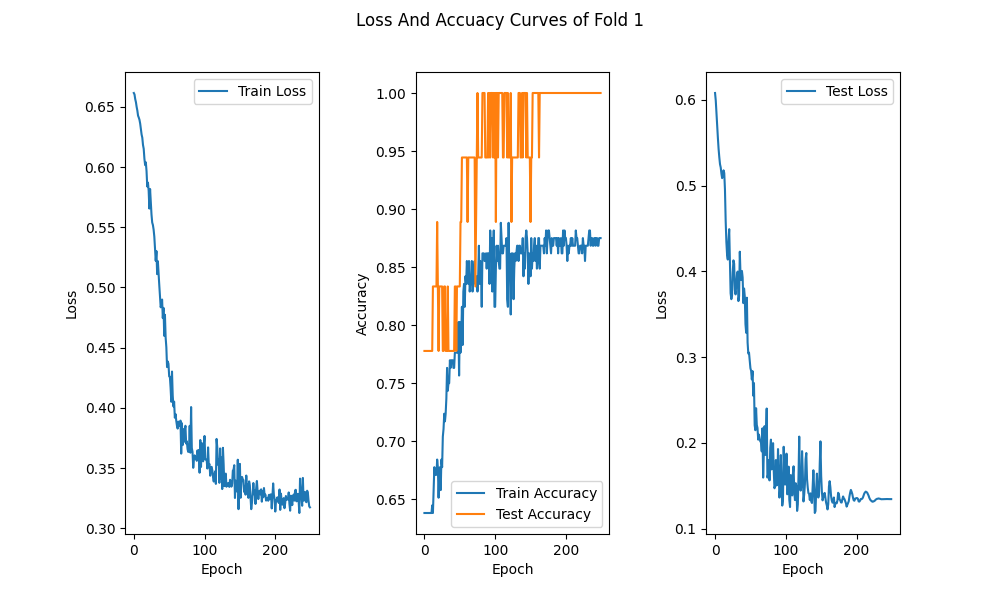 Loss And Accuacy Curves of Fold 1
Train Loss
0.65
0.60
0.55
0.50
0.45
0.40
0.35
0.30
Loss
0
100
200
Epoch
1.00
0.95
0.90
0.85
0.80
0.75
0.70
0.65
Accuracy
Train Accuracy
Test Accuracy
0
100
200
Epoch
Test Loss
0.6
0.5
0.4
0.3
0.2
0.1
Loss
0
100
200
Epoch